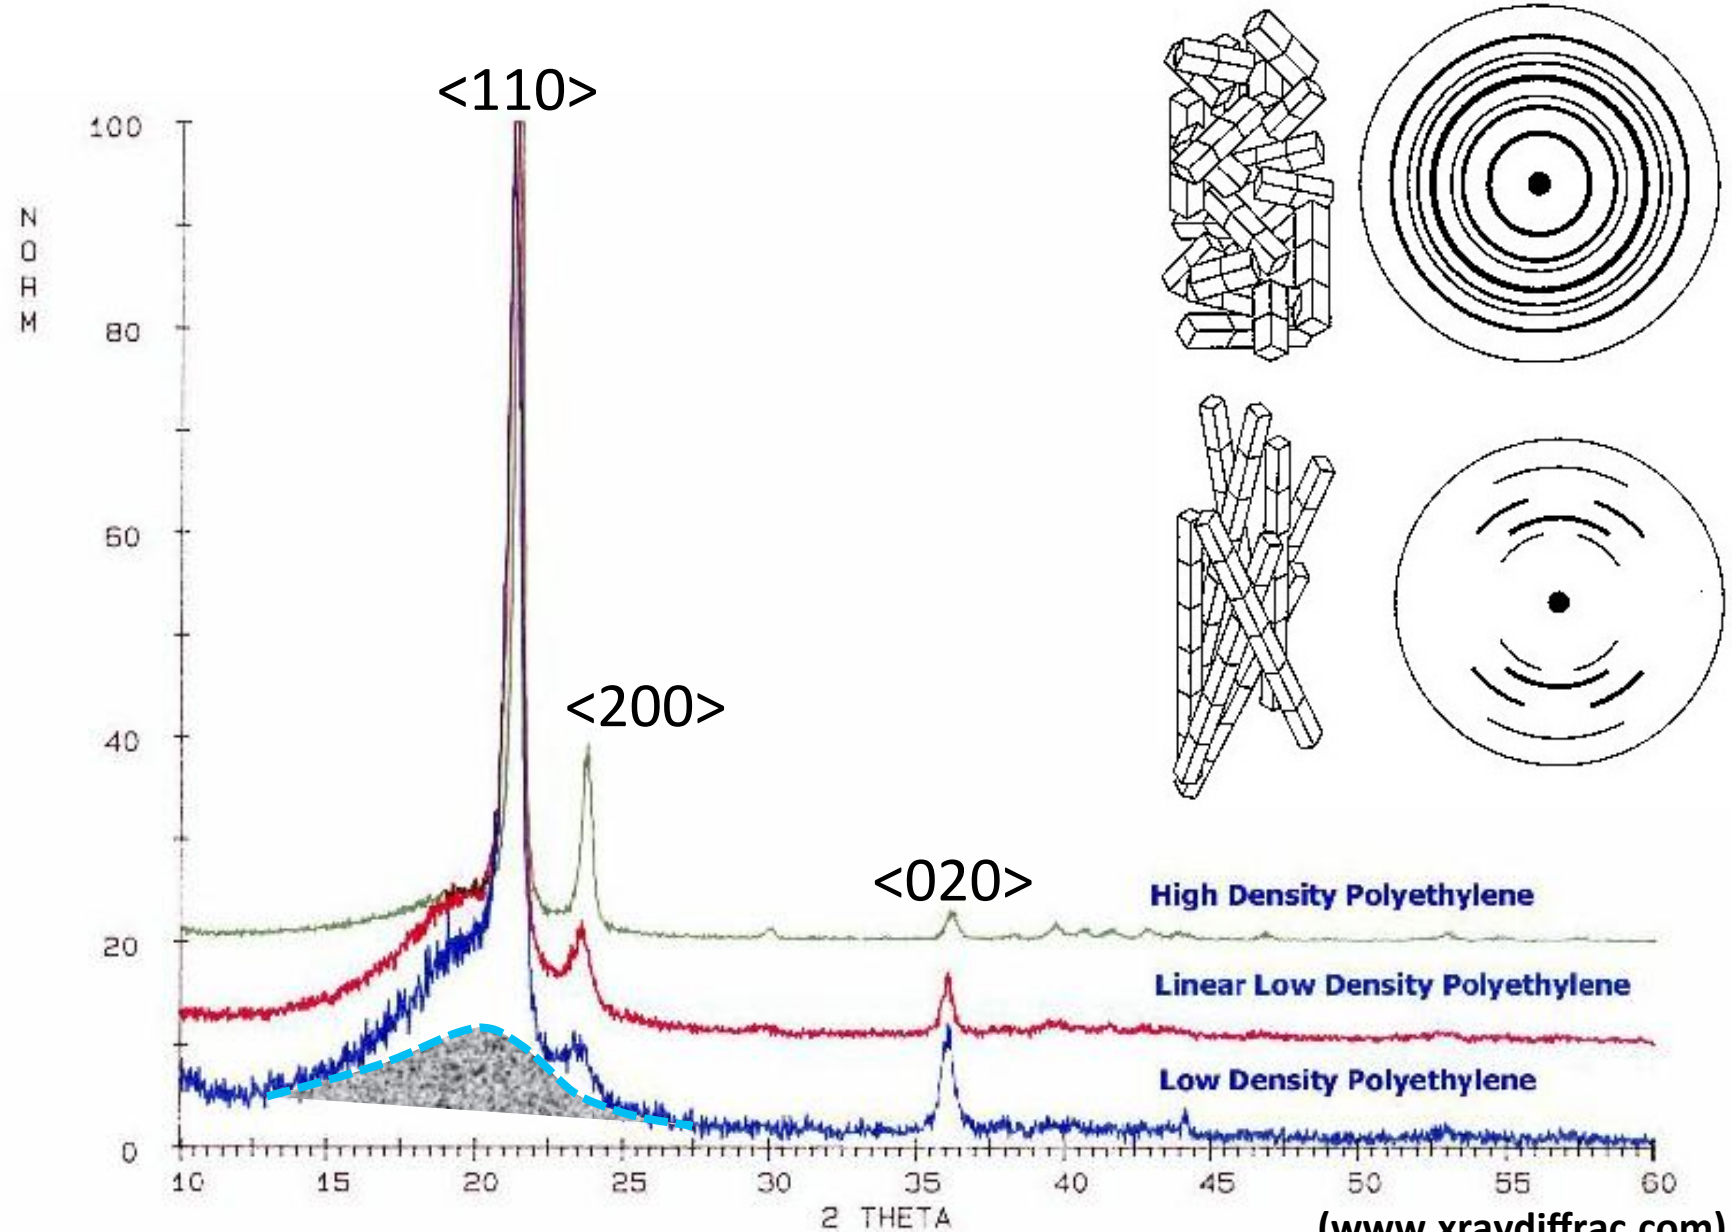 <110>
100
N
O
R
M
80
<200>
60
40
<020>
High Density Polyethylene
20
Linear Low Density Polyethylene
Low Density Polyethylene
0
10 15 20 25 30 35 40 45 50 55 60
2 THETA
(www.xraydiffrac.com)